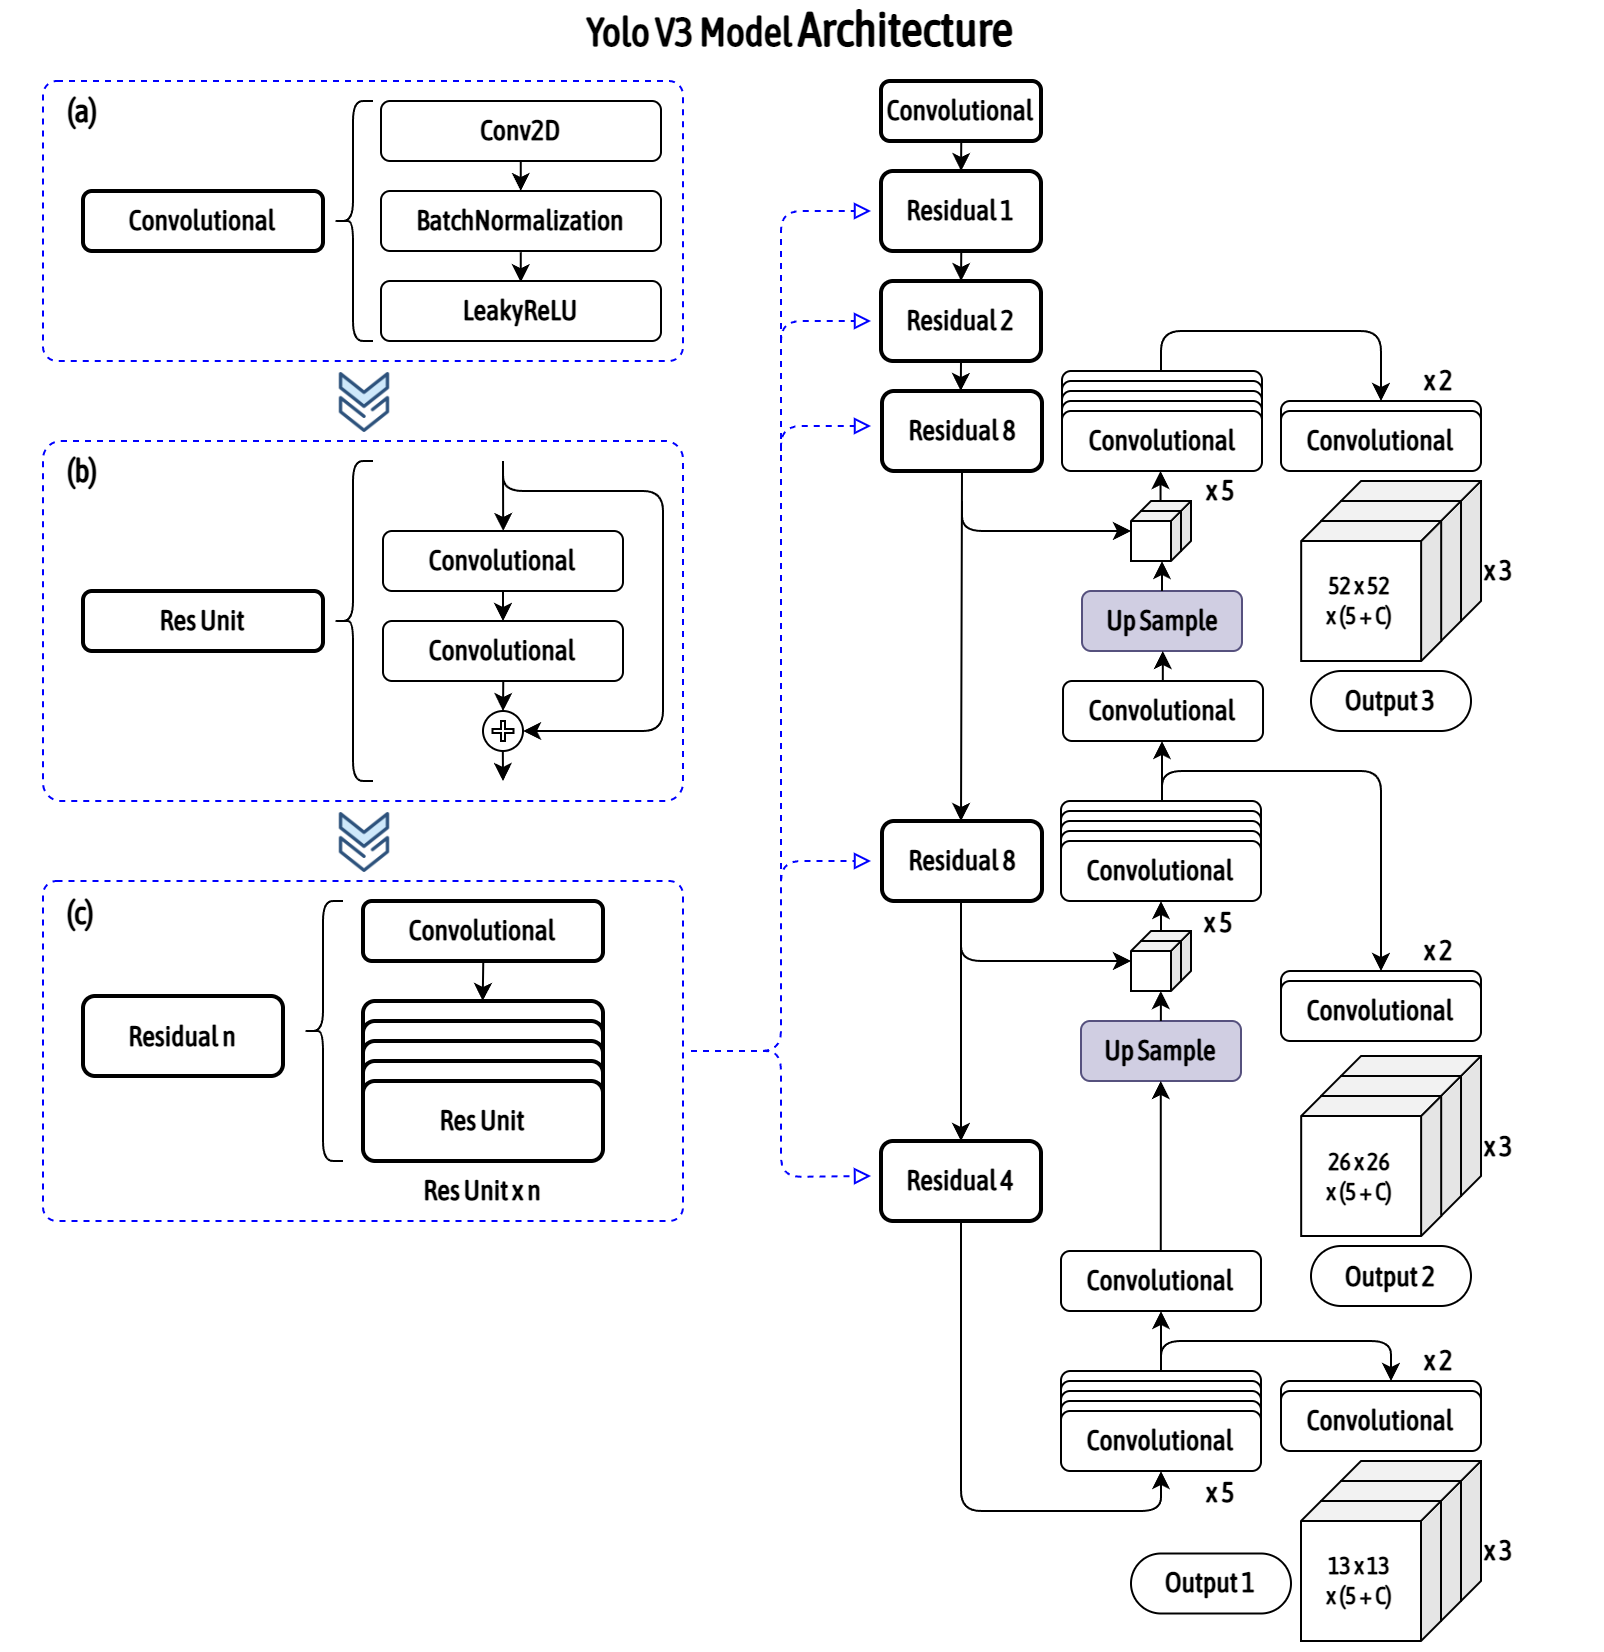 Yolo V3 Model Architecture
(a)
Convolutional
Conv2D
BatchNormalization
LeakyReLU
(b)
Res Unit
Convolutional
Convolutional
(c)
Residual n
Convolutional
Res Unit
Res Unit x n
Convolutional
Residual 1
Residual 2
Residual 8
Residual 8
Residual 4
Convolutional
x 5
x 2
Convolutional
52 x 52
x (5 + C)
x 3
Output 3
Up Sample
Convolutional
Convolutional
x 5
x 2
Convolutional
26 x 26
x (5 + C)
x 3
Output 2
Up Sample
Convolutional
Convolutional
x 5
x 2
Convolutional
13 x 13
x (5 + C)
x 3
Output 1